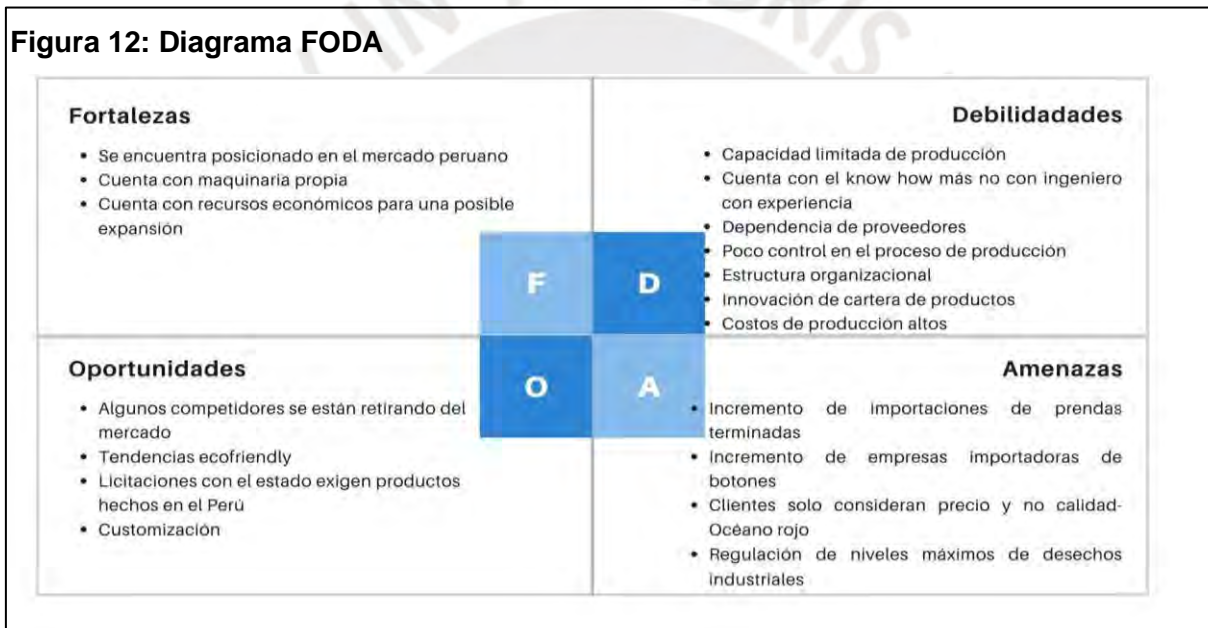 IN
BRIS
Figura 12: Diagrama FODA
Fortalezas
• Se encuentra posicionado en el mercado peruano
• Cuenta con maquinaria propia
• Cuenta con recursos económicos para una posible
expansión
Debilidadades
• Capacidad limitada de producción
• Cuenta con el know how más no con ingeniero
con experiencia
• Dependencia de proveedores
• Poco control en el proceso de producción
• Estructura organizacional
• Innovación de cartera de productos
• Costos de producción altos
F
D
O
A
Oportunidades
• Algunos competidores se están retirando del
mercado
• Tendencias ecofriendly
• Licitaciones con el estado exigen productos
hechos en el Perú
• Customización
Amenazas
• Incremento de importaciones de prendas
terminadas
• Incremento de empresas importadoras de
botones
• Clientes solo consideran precio y no calidad-
Océano rojo
• Regulación de niveles máximos de desechos
industriales